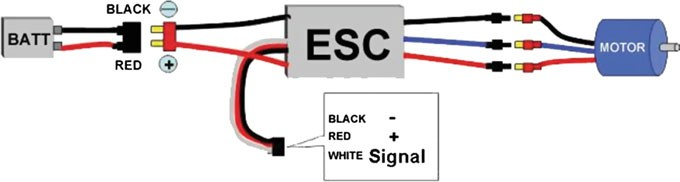 BLACK
−
BATT
RED
+
ESC
MOTOR
BLACK -
RED +
WHITE Signal